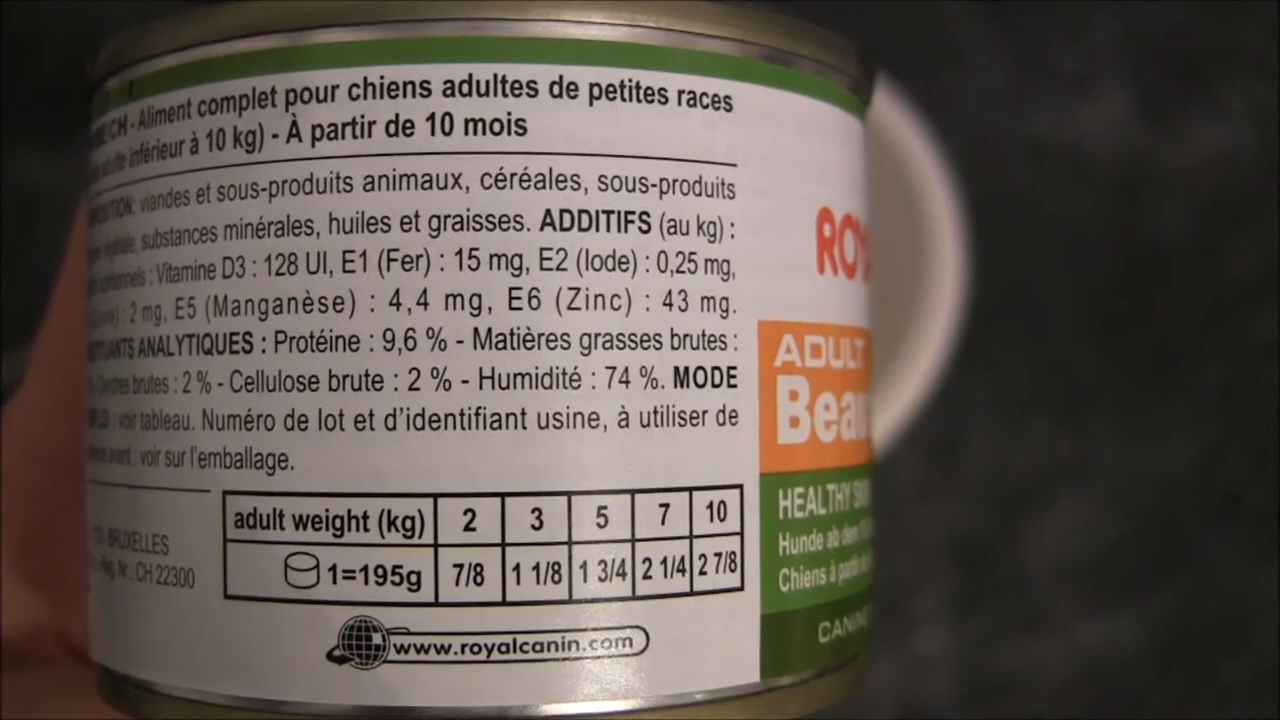 CH - Aliment complet pour chiens adultes de petites races
inférieur à 10 kg) - À partir de 10 mois
viandes et sous-produits animaux, céréales, sous-produits
substances minérales, huiles et graisses. ADDITIFS (au kg) :
: Vitamine D3 : 128 UI, E1 (Fer) : 15 mg, E2 (Iode) : 0,25 mg,
: 2 mg, E5 (Manganèse) : 4,4 mg, E6 (Zinc) : 43 mg.
ANALYTIQUES : Protéine : 9,6 % - Matières grasses brutes :
brutes : 2 % - Cellulose brute : 2 % - Humidité : 74 %. MODE
: voir tableau. Numéro de lot et d'identifiant usine, à utiliser de
avant : voir sur l'emballage.
BRUXELLES
Reg. Nr.: CH 22300
adult weight (kg) 2 3 5 7 10
1=195g 7/8 1 1/8 1 3/4 2 1/4 2 7/8
www.royalcanin.com
ROY
ADULT
Beau
HEALTHY
Hunde ab dem
Chiens à
CANIN